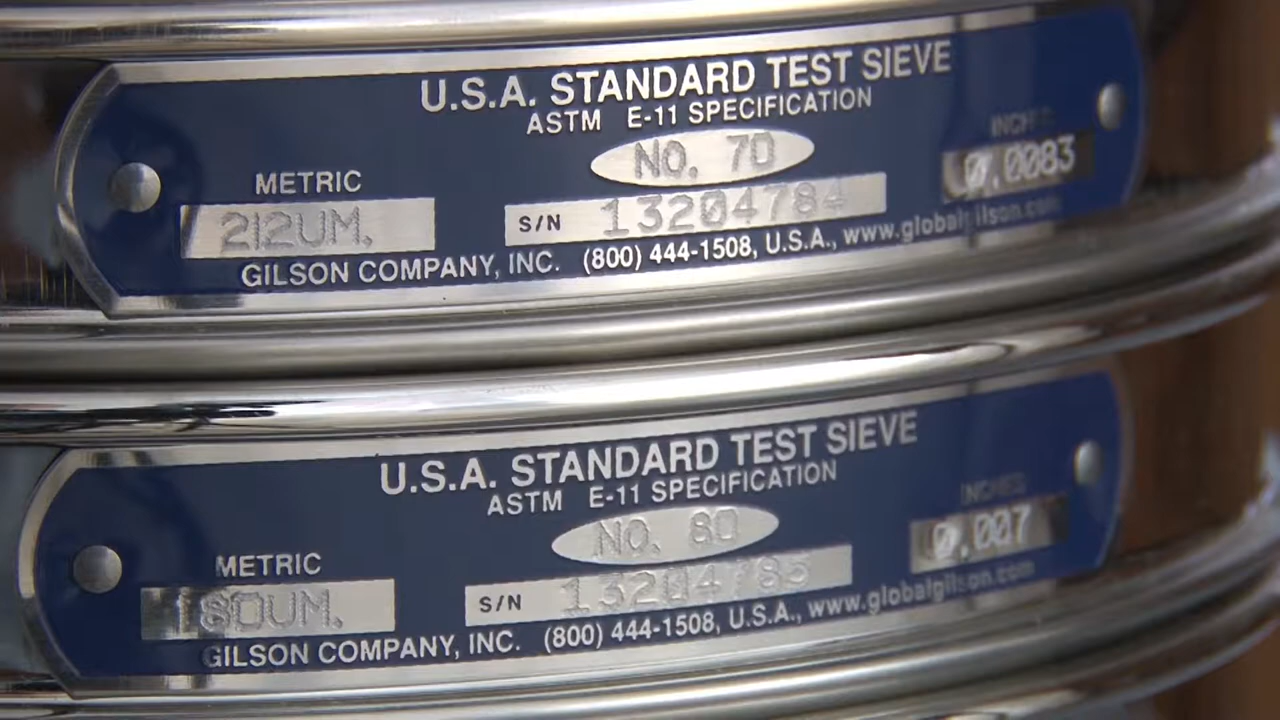 U.S.A. STANDARD TEST SIEVE
ASTM E-11 SPECIFICATION
NO. 70
INCHES
0.0083
METRIC
212UM.
S/N 13204784
GILSON COMPANY, INC. (800) 444-1508, U.S.A., www.globalgilson.com
U.S.A. STANDARD TEST SIEVE
ASTM E-11 SPECIFICATION
NO. 80
INCHES
0.007
METRIC
180UM.
S/N 13204785
GILSON COMPANY, INC. (800) 444-1508, U.S.A., www.globalgilson.com